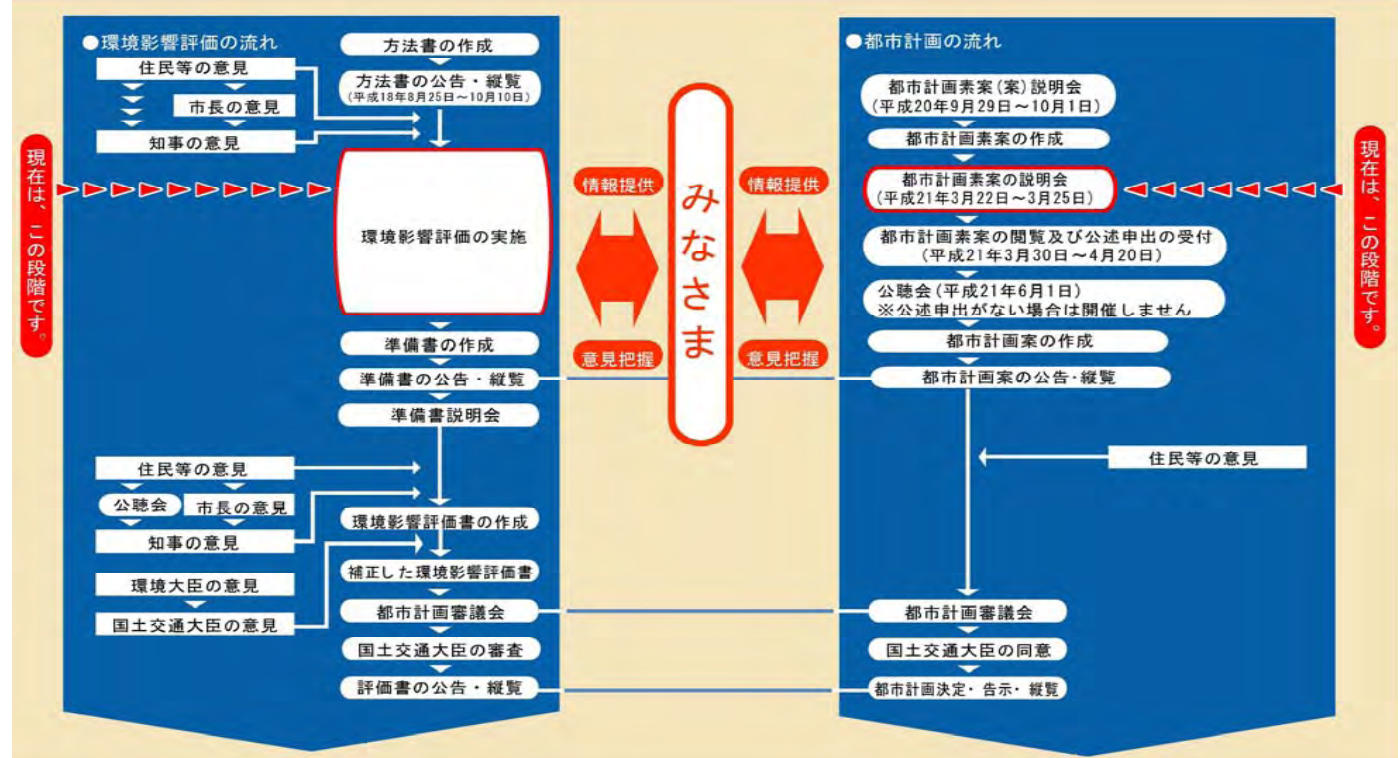 ●環境影響評価の流れ
方法書の作成
住民等の意見
方法書の公告・縦覧
(平成18年8月25日～10月10日)
市長の意見
知事の意見
現在は、この段階です。
環境影響評価の実施
準備書の作成
準備書の公告・縦覧
準備書説明会
住民等の意見
公聴会
市長の意見
知事の意見
環境影響評価書の作成
環境大臣の意見
補正した環境影響評価書
国土交通大臣の意見
都市計画審議会
国土交通大臣の審査
評価書の公告・縦覧
情報提供
意見把握
みなさま
情報提供
意見把握
●都市計画の流れ
都市計画素案(案)説明会
(平成20年9月29日～10月1日)
都市計画素案の作成
都市計画素案の説明会
(平成21年3月22日～3月25日)
現在は、この段階です。
都市計画素案の閲覧及び公述申出の受付
(平成21年3月30日～4月20日)
公聴会(平成21年6月1日)
※公述申出がない場合は開催しません
都市計画案の作成
都市計画案の公告・縦覧
住民等の意見
都市計画審議会
国土交通大臣の同意
都市計画決定・告示・縦覧